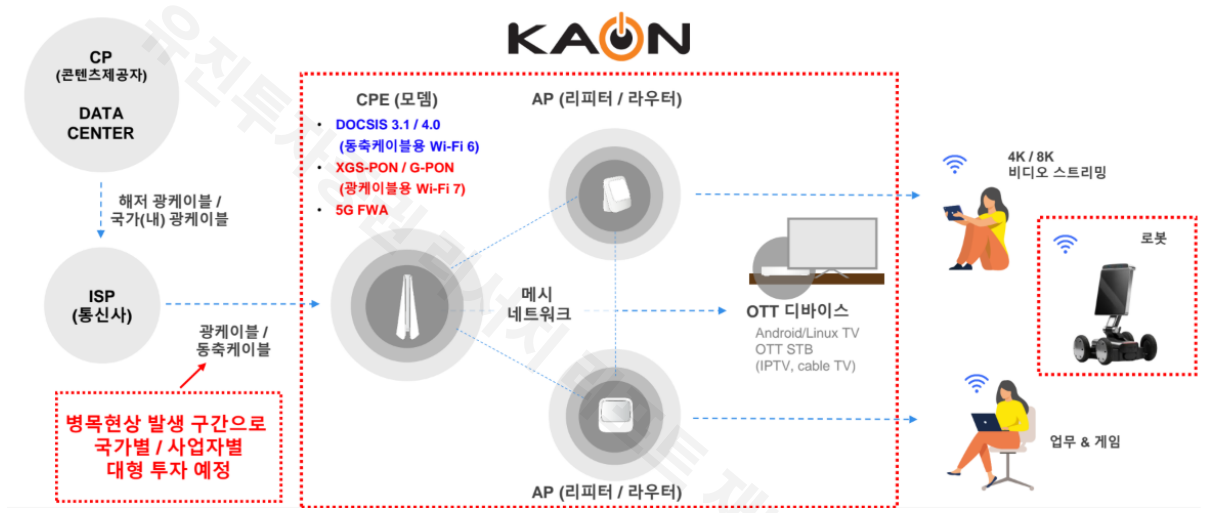 KAON
CP
(콘텐츠제공자)
DATA
CENTER
해저 광케이블 /
국가(내) 광케이블
ISP
(통신사)
광케이블 /
동축케이블
병목현상 발생 구간으로
국가별 / 사업자별
대형 투자 예정
CPE (모뎀)
• DOCSIS 3.1 / 4.0
(동축케이블용 Wi-Fi 6)
• XGS-PON / G-PON
(광케이블용 Wi-Fi 7)
• 5G FWA
AP (리피터 / 라우터)
메시
네트워크
OTT 디바이스
Android/Linux TV
OTT STB
(IPTV, cable TV)
AP (리피터 / 라우터)
4K / 8K
비디오 스트리밍
로봇
업무 & 게임
유진투자증권